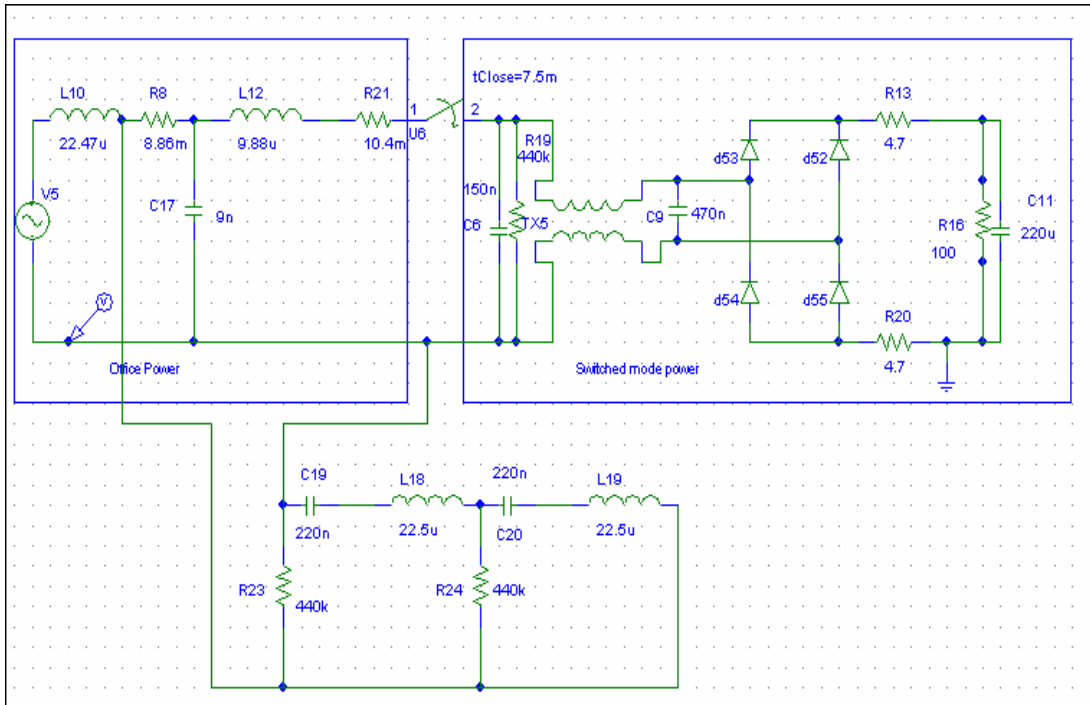 tClose=7.5m
L10
R8
L12
R21
1
2
R13
22.47u
8.86m
9.88u
10.4m
U6
R19
440k
d53
d52
4.7
V5
C17
9n
150n
C6
TX5
C9
470n
C11
R16
220u
100
d54
d55
R20
4.7
Office Power
Switched mode power
C19
L18
220n
L19
220n
22.5u
C20
22.5u
R23
440k
R24
440k
V